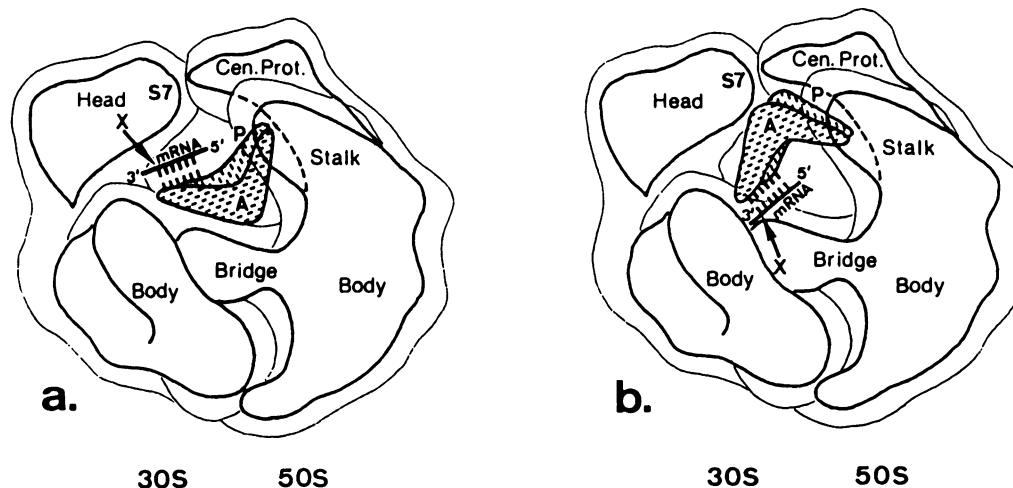 Cen. Prot.
Head
S7
X
mRNA
5'
3'
P
A
Stalk
Bridge
Body
Body
a.
30S 50S
Cen. Prot.
Head
S7
P
A
Stalk
5'
3'
mRNA
X
Bridge
Body
Body
b.
30S 50S